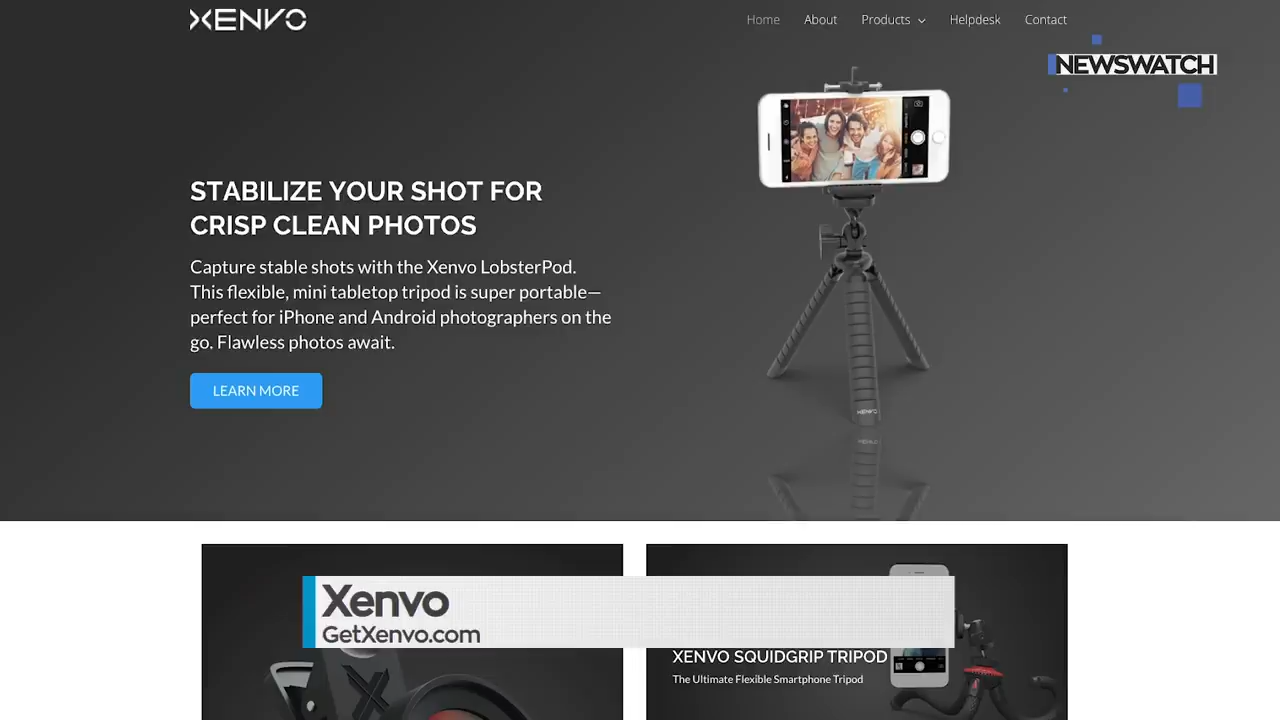 XENVO
Home About Products Helpdesk Contact
NEWSWATCH
STABILIZE YOUR SHOT FOR
CRISP CLEAN PHOTOS
Capture stable shots with the Xenvo LobsterPod.
This flexible, mini tabletop tripod is super portable—
perfect for iPhone and Android photographers on the
go. Flawless photos await.
LEARN MORE
XENVO
Xenvo
GetXenvo.com
XENVO SQUIDGRIP TRIPOD
The Ultimate Flexible Smartphone Tripod
X